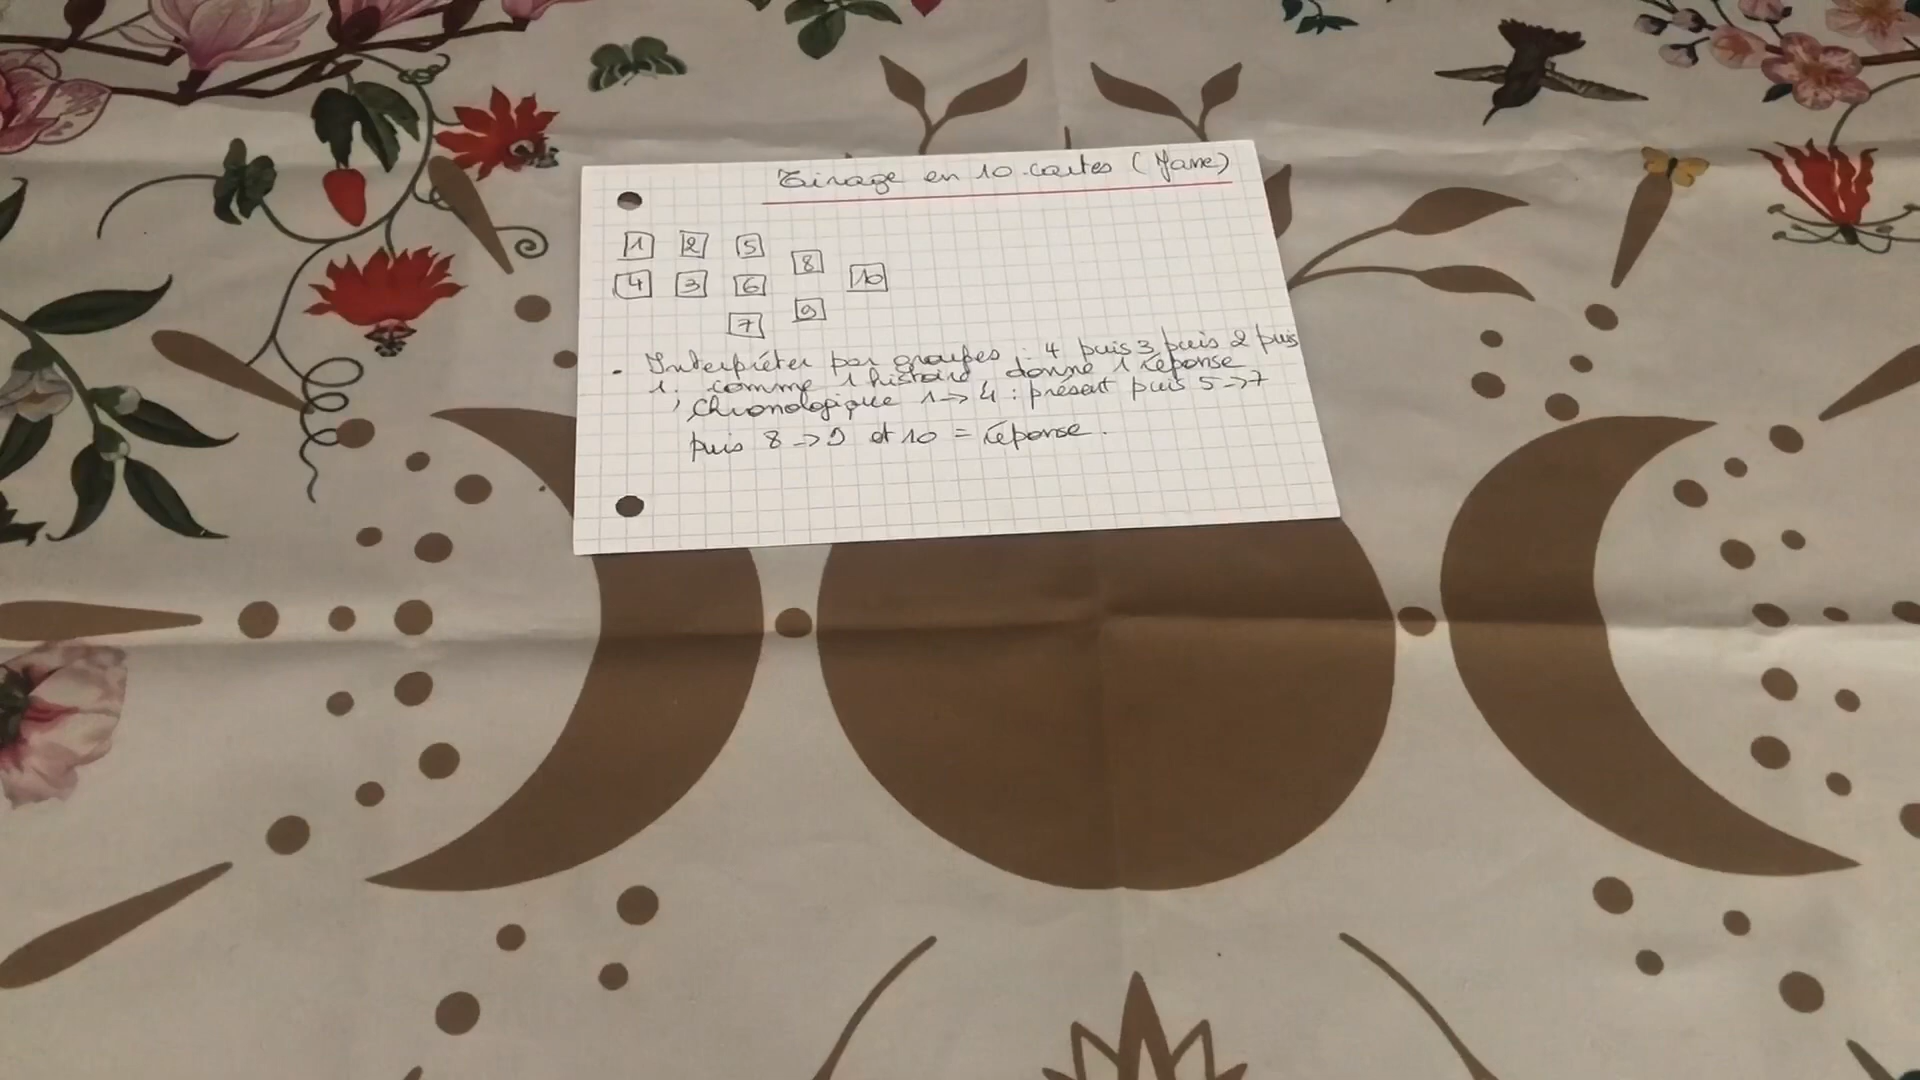 Tirage en 10 cartes
1 2 5
8
4 3 6
10
7
9
. Interpréter par groupes : 4 puis 3 puis 2 puis
1. comme 1 histoire donne 1 réponse
, chronologique 1 -> 4 : présent puis 5 -> 7
puis 8 -> 9 et 10 = réponse.